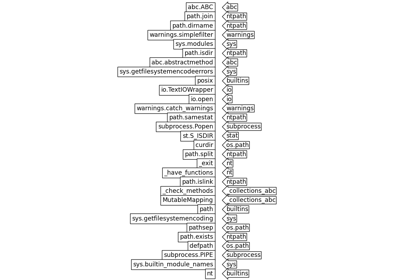 abc.ABC abc
path.join ntpath
path.dirname ntpath
warnings.simplefilter warnings
sys.modules sys
path.isdir ntpath
abc.abstractmethod abc
sys.getfilesystemencodeerrors sys
posix builtins
io.TextIOWrapper io
io.open io
warnings.catch_warnings warnings
path.samestat ntpath
subprocess.Popen subprocess
st.S_ISDIR stat
curdir os.path
path.split ntpath
_exit nt
_have_functions nt
path.islink ntpath
_check_methods _collections_abc
MutableMapping _collections_abc
path builtins
sys.getfilesystemencoding sys
pathsep os.path
path.exists ntpath
defpath os.path
subprocess.PIPE subprocess
sys.builtin_module_names sys
nt builtins